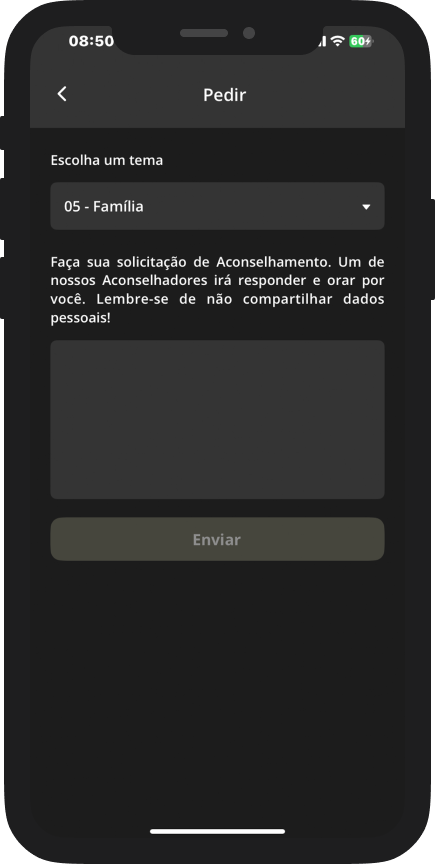 08:50
60
Pedir
Escolha um tema
05 - Família
Faça sua solicitação de Aconselhamento. Um de
nossos Aconselhadores irá responder e orar por
você. Lembre-se de não compartilhar dados
pessoais!
Enviar